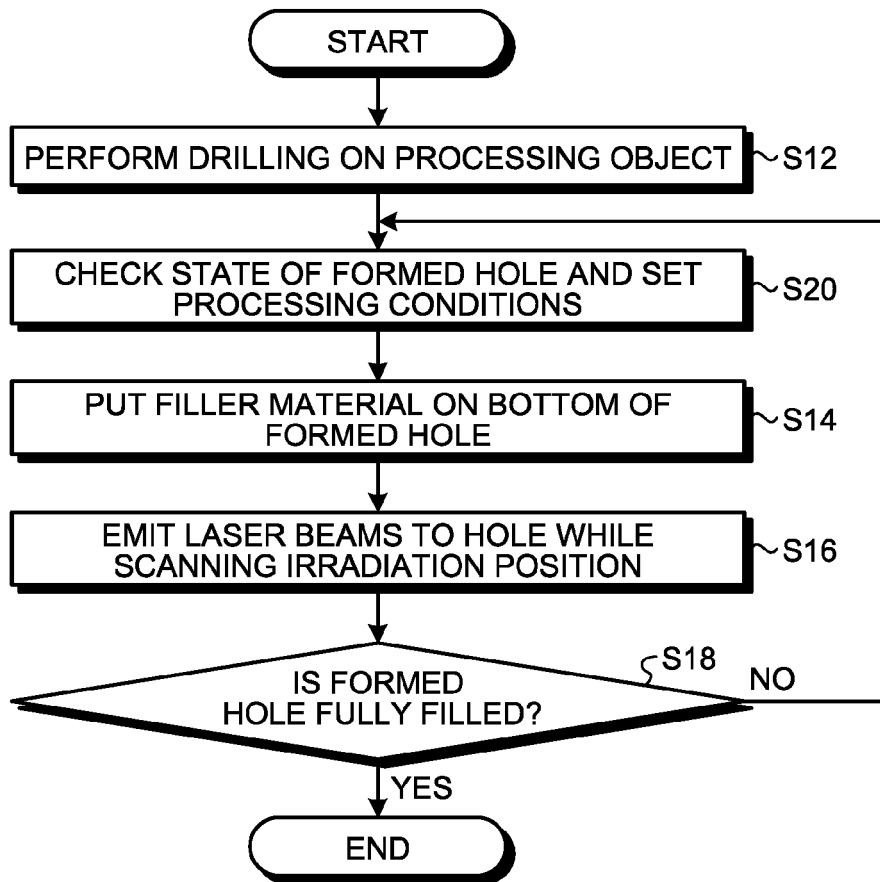 START
PERFORM DRILLING ON PROCESSING OBJECT
S12
CHECK STATE OF FORMED HOLE AND SET
PROCESSING CONDITIONS
S20
PUT FILLER MATERIAL ON BOTTOM OF
FORMED HOLE
S14
EMIT LASER BEAMS TO HOLE WHILE
SCANNING IRRADIATION POSITION
S16
S18
IS FORMED
HOLE FULLY FILLED?
NO
YES
END